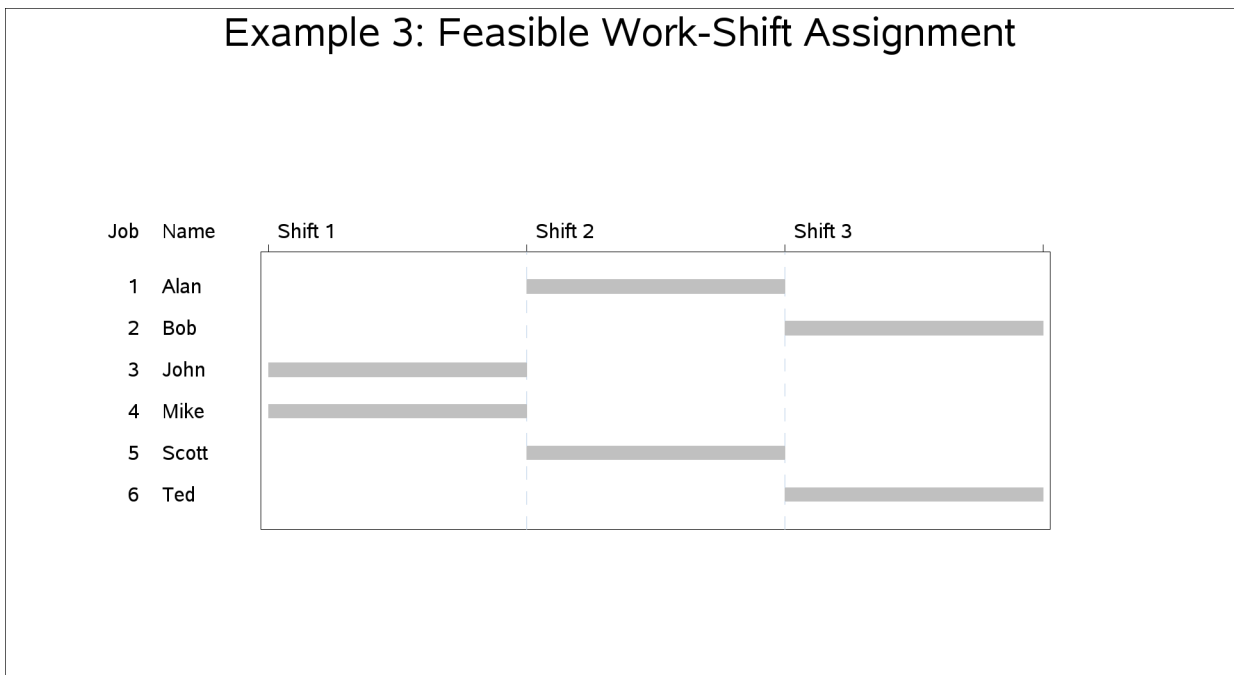 Example 3: Feasible Work-Shift Assignment
Job Name Shift 1 Shift 2 Shift 3
1 Alan
2 Bob
3 John
4 Mike
5 Scott
6 Ted